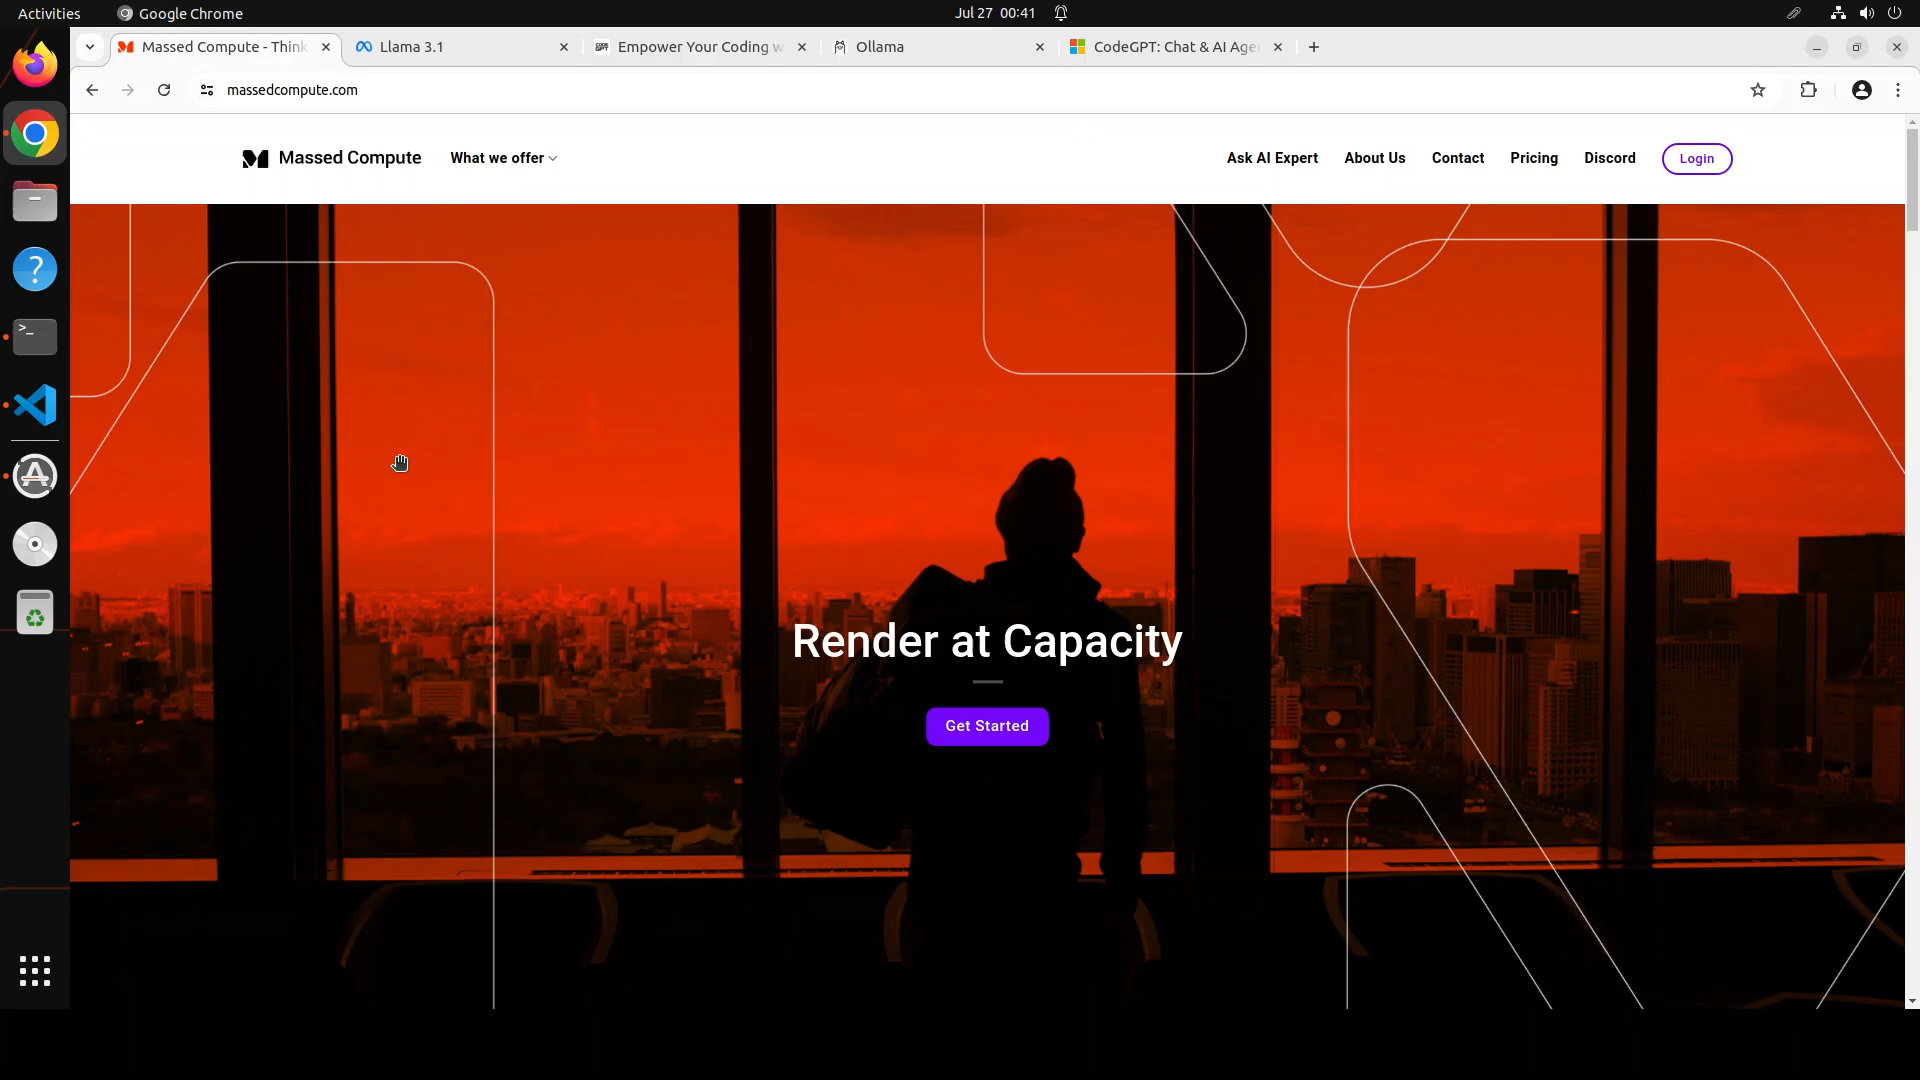 Activities
Google Chrome
Jul 27 00:41
Massed Compute - Think
Llama 3.1
Empower Your Coding w
Ollama
CodeGPT: Chat & AI Age
massedcompute.com
Massed Compute
What we offer
Ask AI Expert
About Us
Contact
Pricing
Discord
Login
Render at Capacity
Get Started